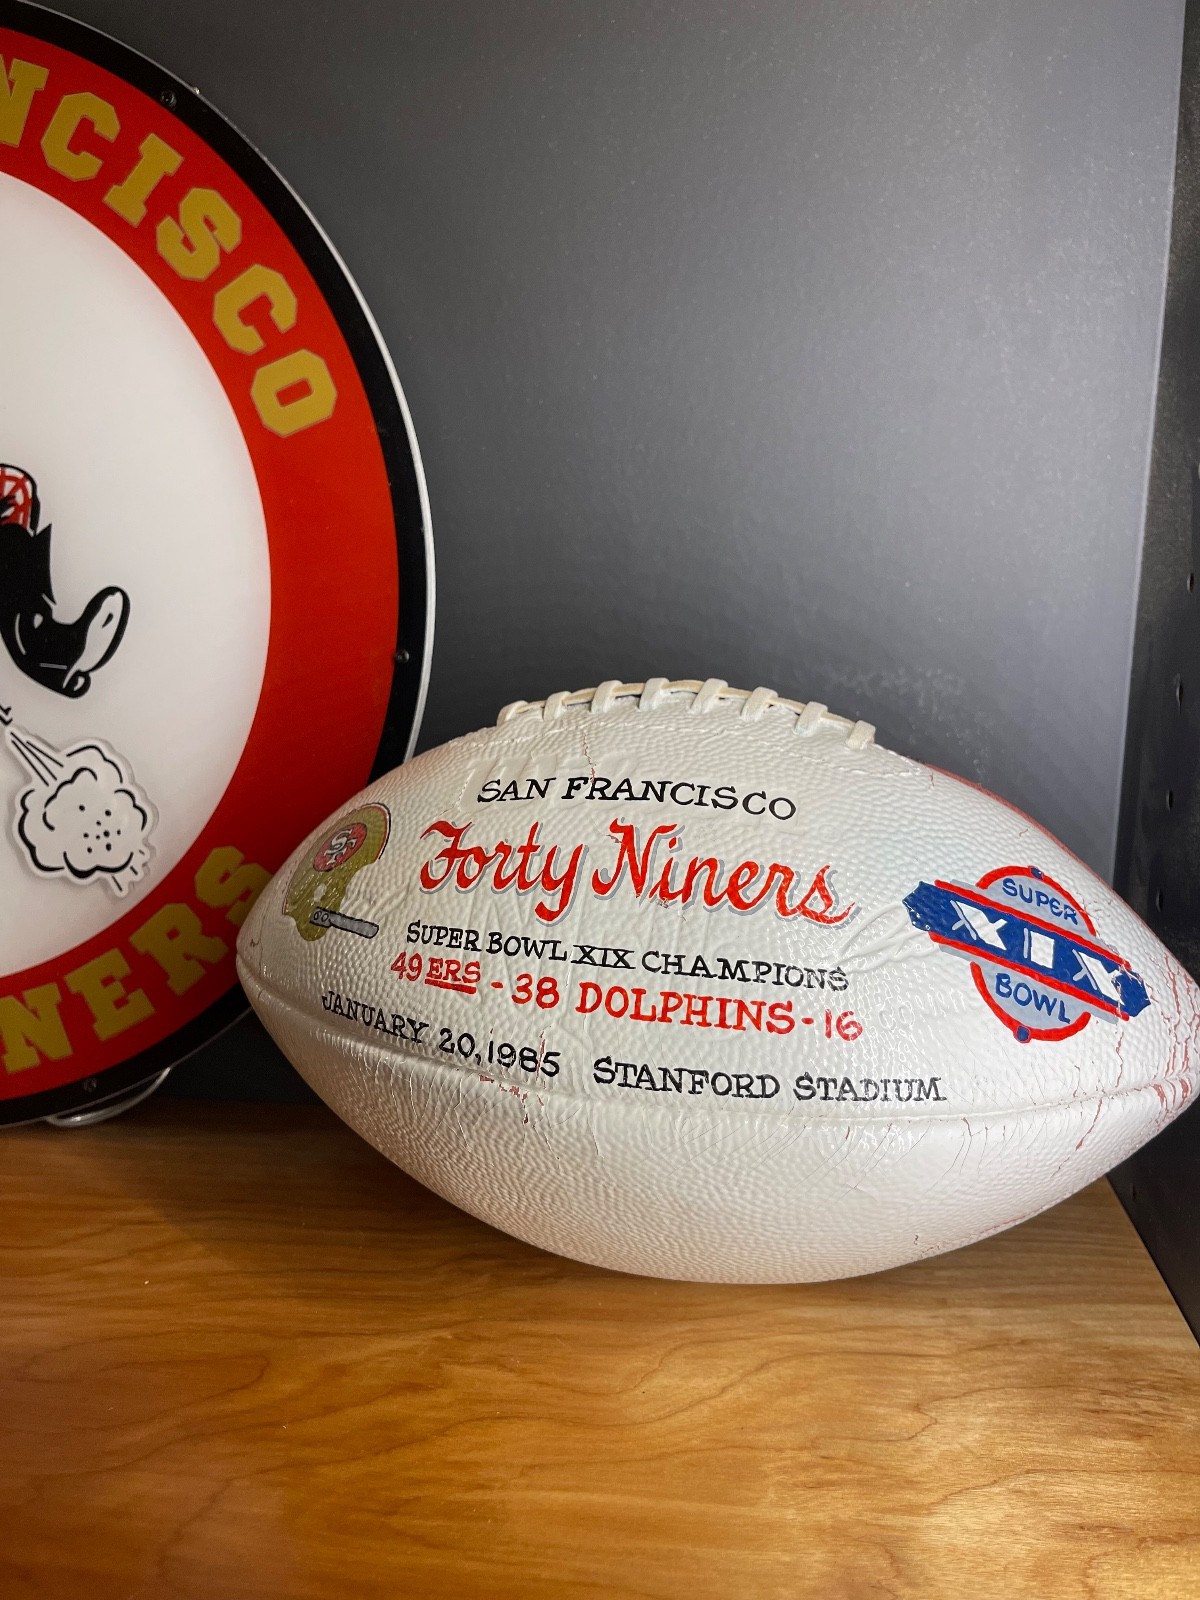 NCISCO
NERS
SAN FRANCISCO
Forty Niners
SUPER BOWL XIX CHAMPIONS
49ERS - 38 DOLPHINS - 16
JANUARY 20, 1985 STANFORD STADIUM
SF
SUPER
XIX
BOWL